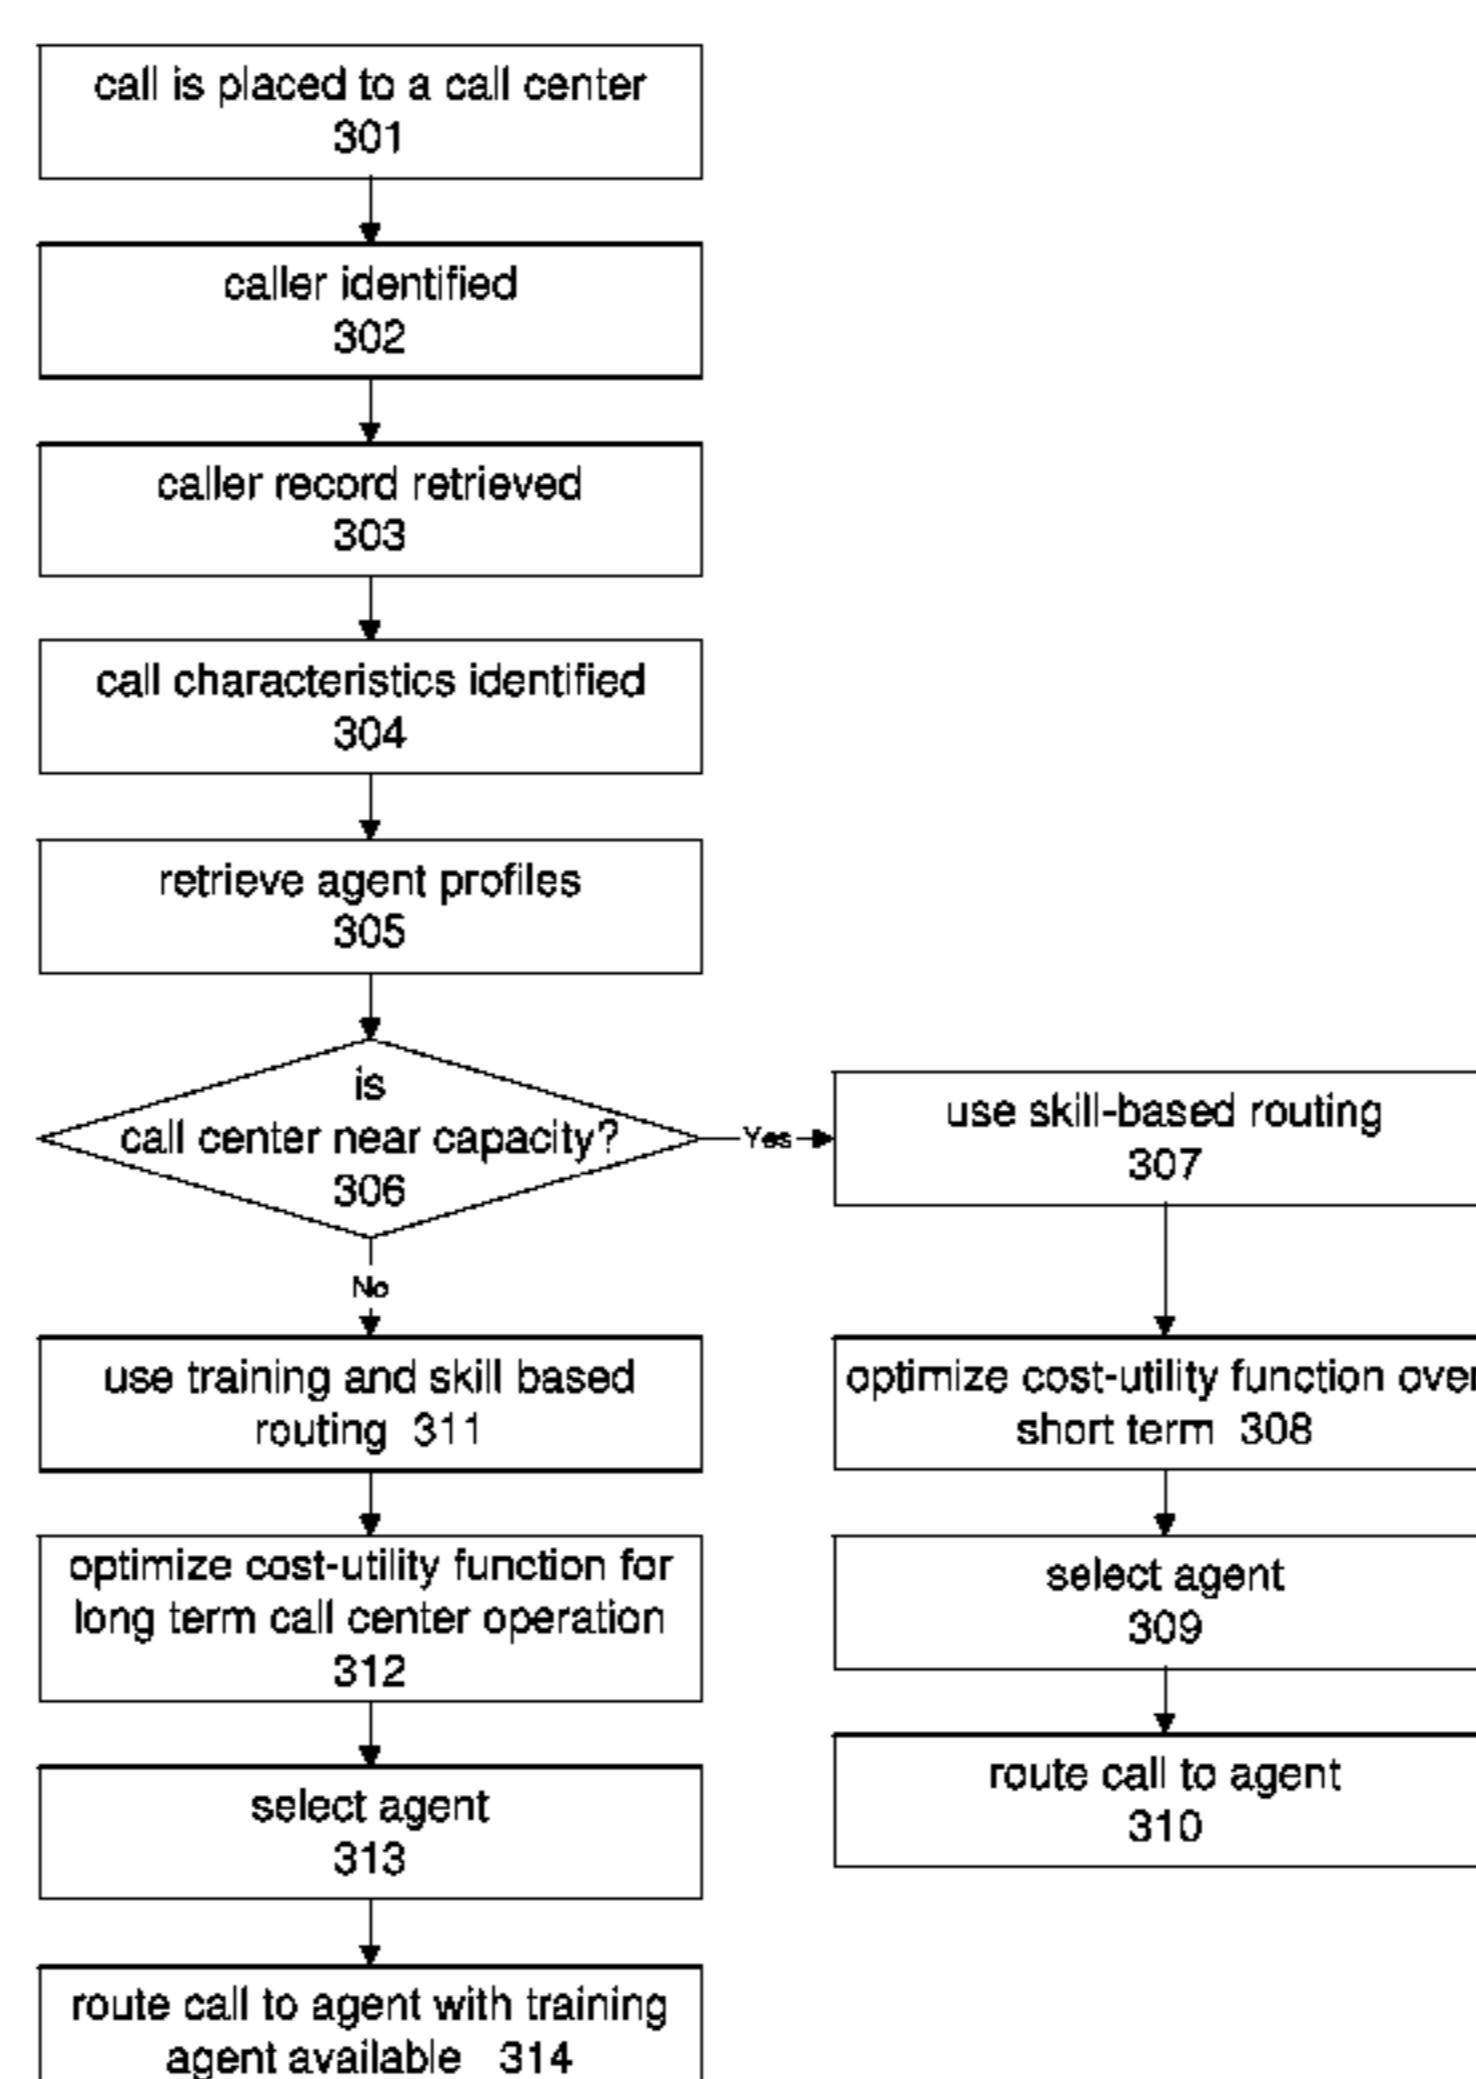 call is placed to a call center
301
caller identified
302
caller record retrieved
303
call characteristics identified
304
retrieve agent profiles
305
is
call center near capacity?
306
Yes
use skill-based routing
307
optimize cost-utility function over
short term 308
select agent
309
route call to agent
310
No
use training and skill based
routing 311
optimize cost-utility function for
long term call center operation
312
select agent
313
route call to agent with training
agent available 314